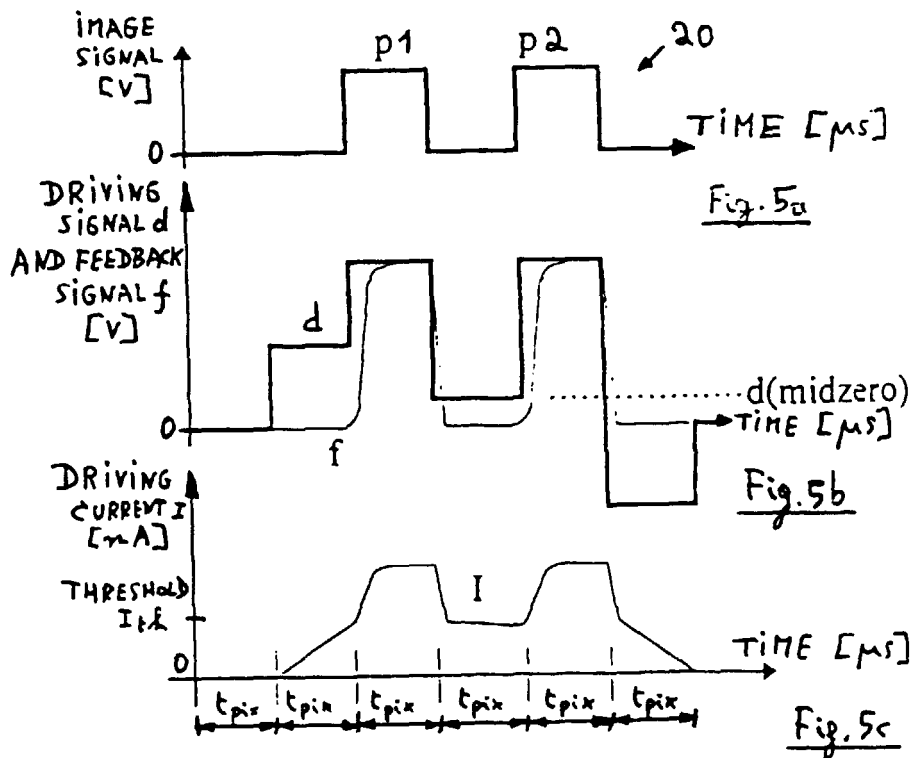 IMAGE
SIGNAL
[V]
p1
p2
20
0
TIME [μs]
Fig. 5a
DRIVING
SIGNAL d
AND FEEDBACK
SIGNAL f
[V]
d
d(midzero)
0
TIME [μs]
f
Fig. 5b
DRIVING
CURRENT I
[mA]
THRESHOLD
Ith
I
0
TIME [μs]
tpix tpix tpix tpix tpix tpix
Fig. 5c